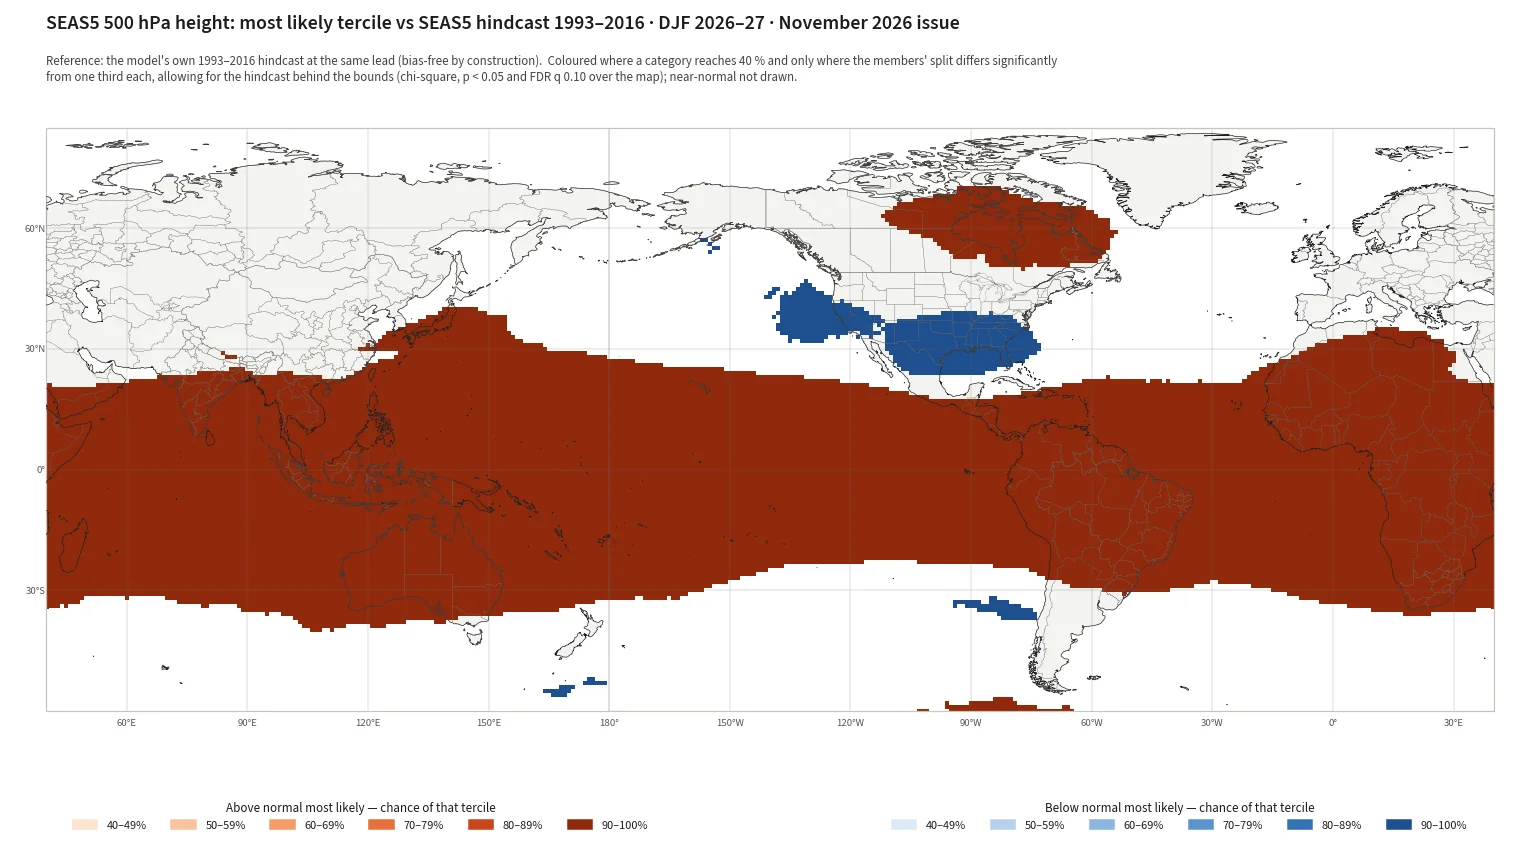 SEAS5 500 hPa height: most likely tercile vs SEAS5 hindcast 1993–2016 · DJF 2026–27 · November 2026 issue
Reference: the model's own 1993–2016 hindcast at the same lead (bias-free by construction). Coloured where a category reaches 40 % and only where the members' split differs significantly
from one third each, allowing for the hindcast behind the bounds (chi-square, p < 0.05 and FDR q 0.10 over the map); near-normal not drawn.
60°N
30°N
0°
30°S
60°E 90°E 120°E 150°E 180° 150°W 120°W 90°W 60°W 30°W 0° 30°E
Above normal most likely — chance of that tercile
40–49% 50–59% 60–69% 70–79% 80–89% 90–100%
Below normal most likely — chance of that tercile
40–49% 50–59% 60–69% 70–79% 80–89% 90–100%